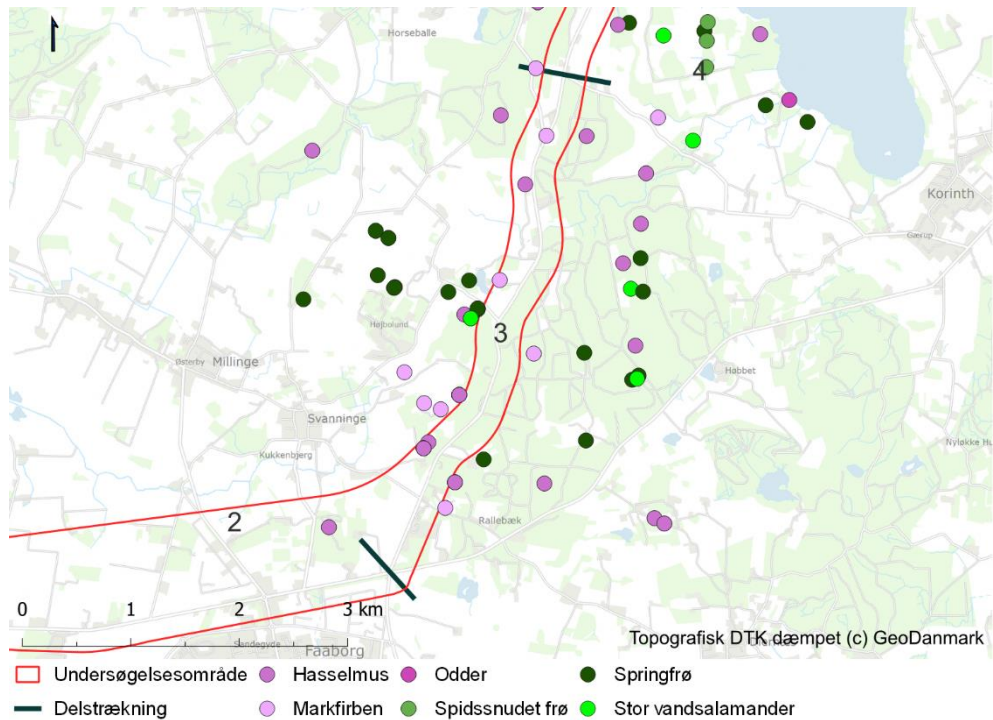 Horseballe
4
Korinth
Gærup
Højbolund
3
Østerby
Millinge
Habbet
Svanninge
Kukkenbjerg
2
Rallebæk
0 1 2 3 km
Faaborg
Topografisk DTK dæmpet (c) GeoDanmark
Undersøgelsesområde Hasselmus Odder Springfrø
Delstrækning Markfirben Spidssnudet frø Stor vandsalamander